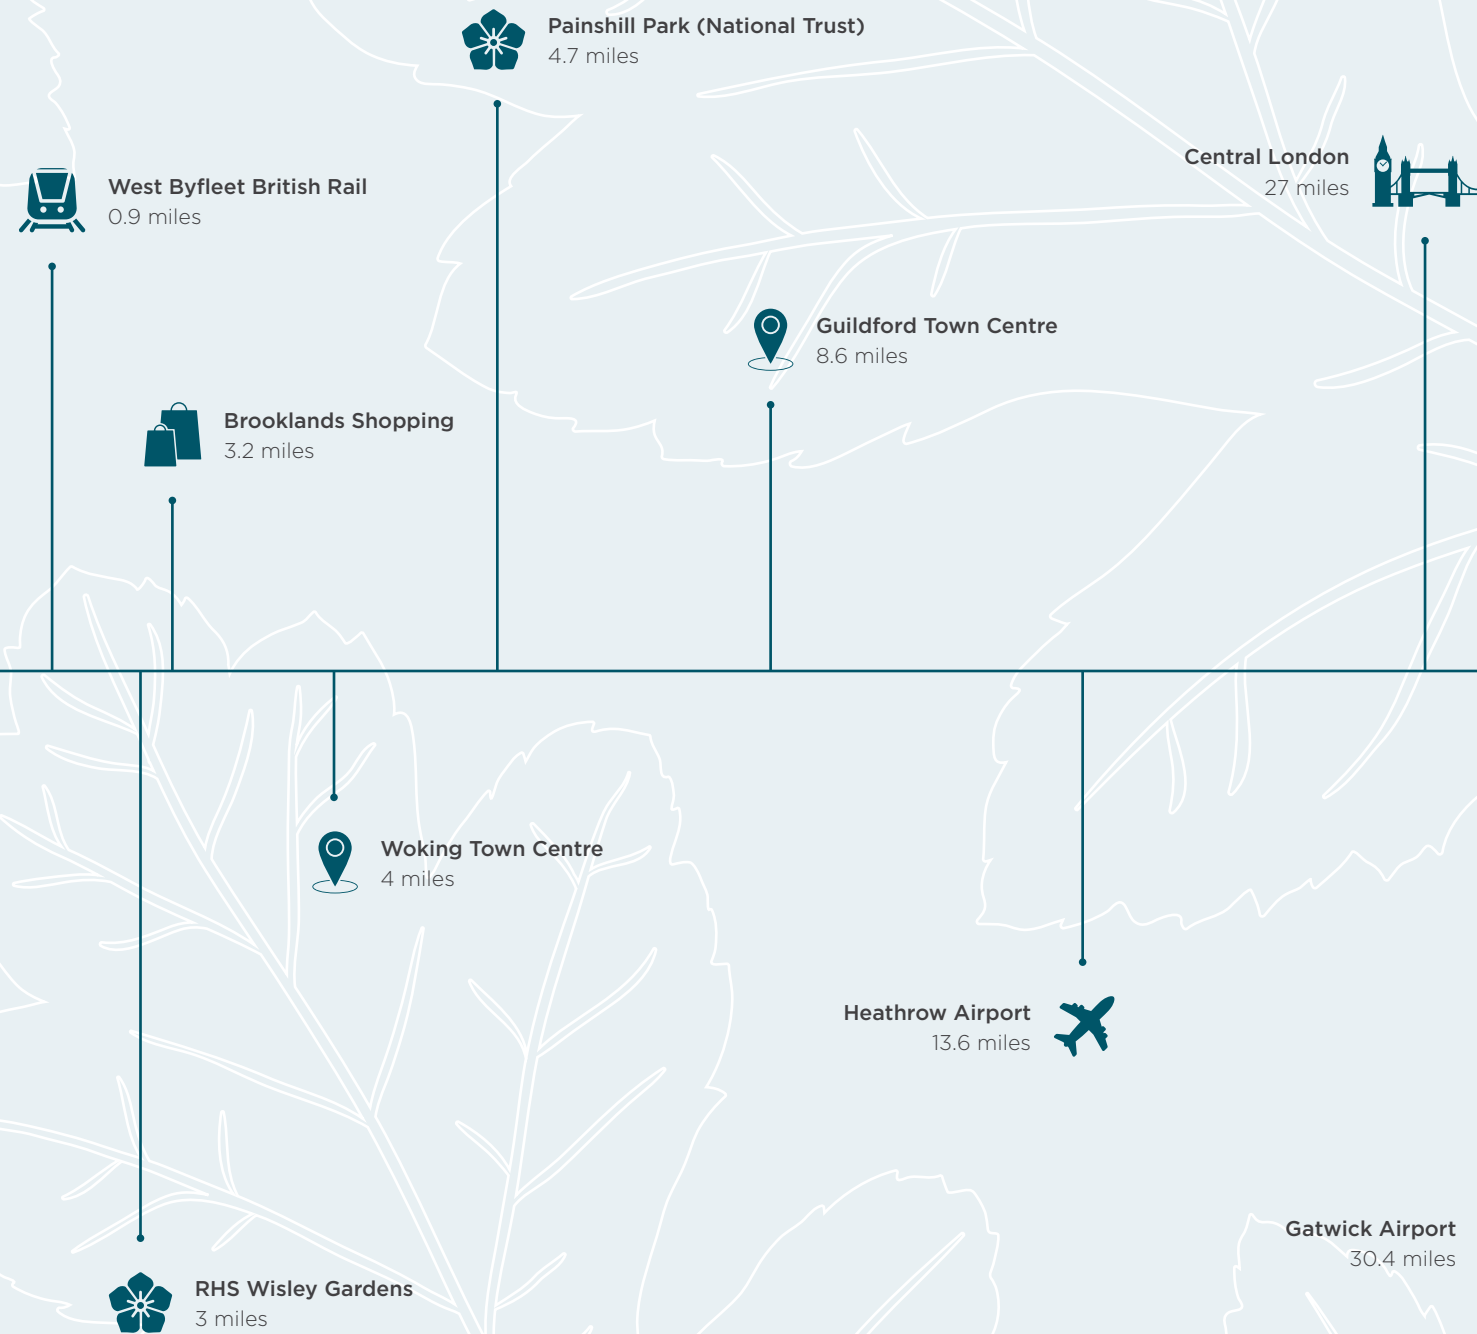 Painshill Park (National Trust)
4.7 miles
Central London
27 miles
West Byfleet British Rail
0.9 miles
Guildford Town Centre
8.6 miles
Brooklands Shopping
3.2 miles
Woking Town Centre
4 miles
Heathrow Airport
13.6 miles
Gatwick Airport
30.4 miles
RHS Wisley Gardens
3 miles